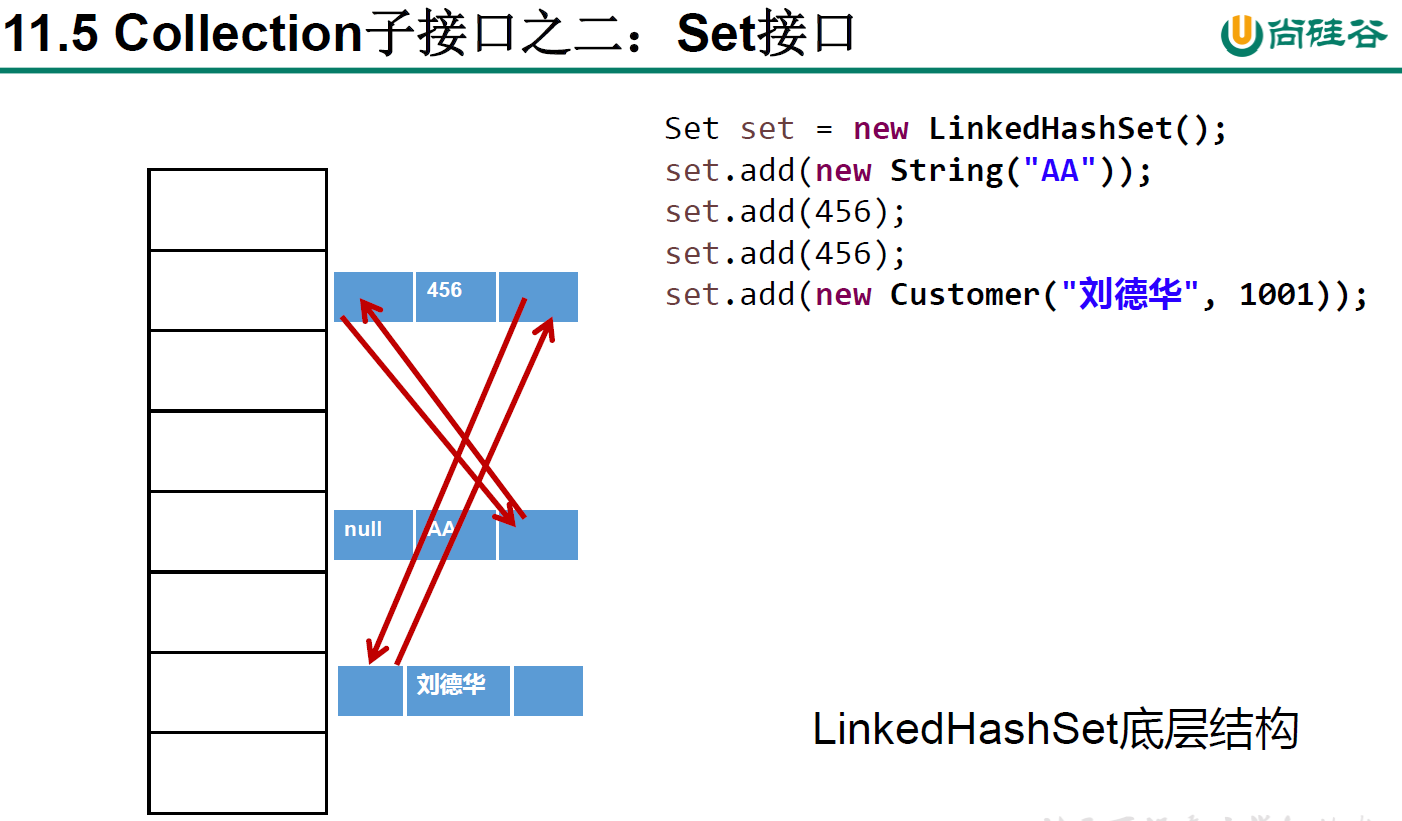 11.5 Collection子接口之二：Set接口
尚硅谷
Set set = new LinkedHashSet();
set.add(new String("AA"));
set.add(456);
set.add(456);
set.add(new Customer("刘德华", 1001));
456
null AA
刘德华
LinkedHashSet底层结构